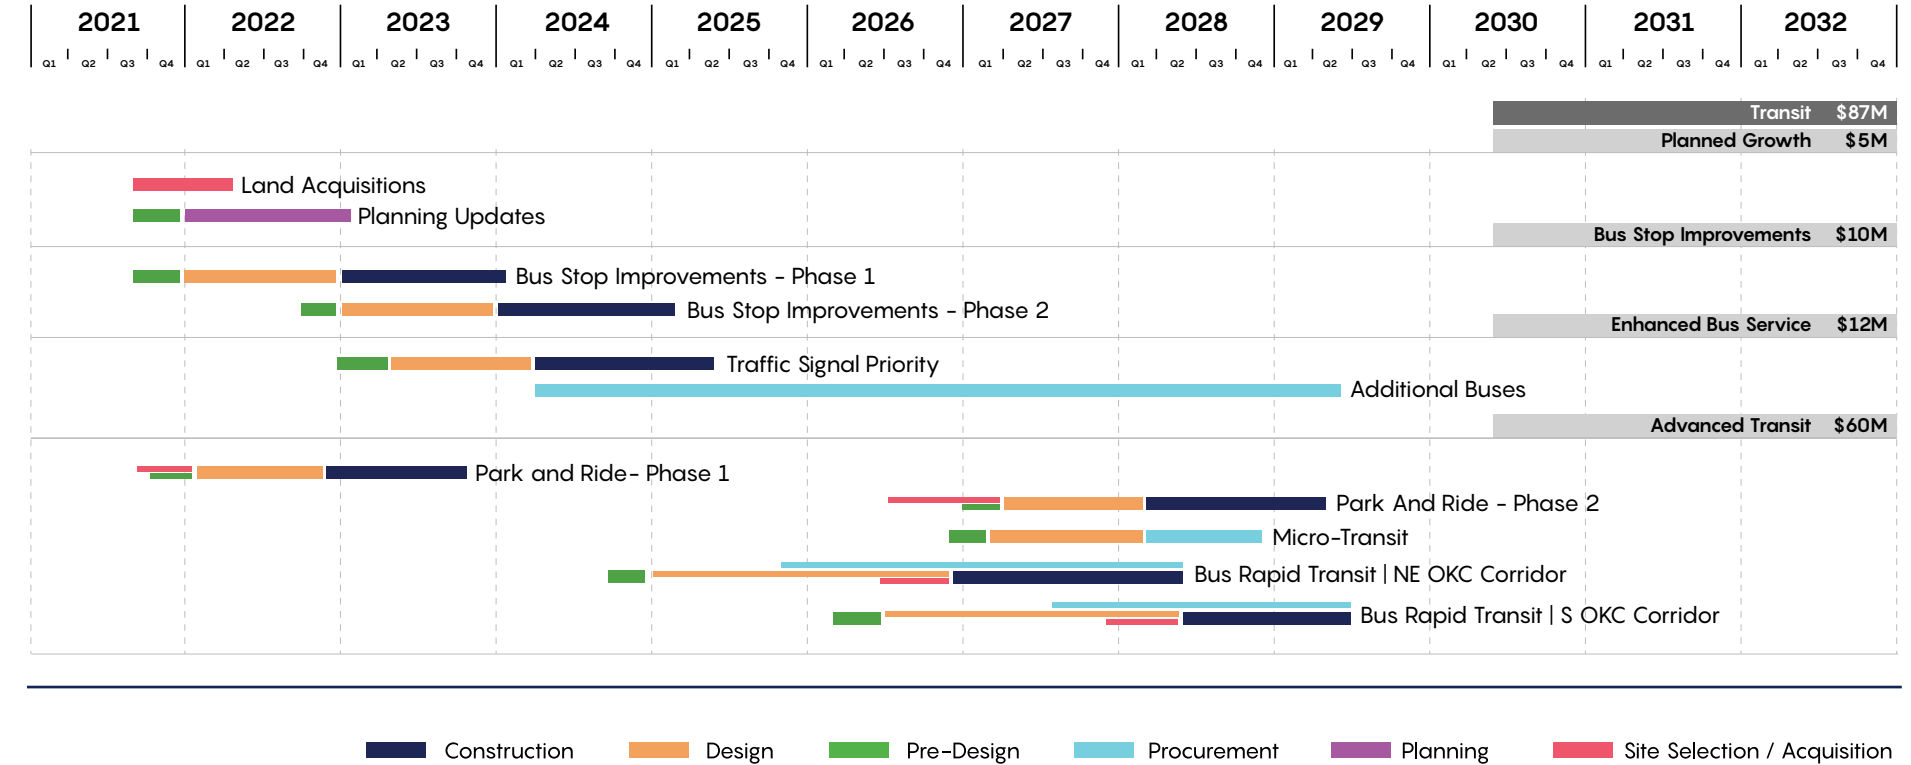 2021 2022 2023 2024 2025 2026 2027 2028 2029 2030 2031 2032
Q1 Q2 Q3 Q4 Q1 Q2 Q3 Q4 Q1 Q2 Q3 Q4 Q1 Q2 Q3 Q4 Q1 Q2 Q3 Q4 Q1 Q2 Q3 Q4 Q1 Q2 Q3 Q4 Q1 Q2 Q3 Q4 Q1 Q2 Q3 Q4 Q1 Q2 Q3 Q4 Q1 Q2 Q3 Q4 Q1 Q2 Q3 Q4
Transit $87M
Planned Growth $5M
Land Acquisitions
Planning Updates
Bus Stop Improvements $10M
Bus Stop Improvements - Phase 1
Bus Stop Improvements - Phase 2
Enhanced Bus Service $12M
Traffic Signal Priority
Additional Buses
Advanced Transit $60M
Park and Ride- Phase 1
Park And Ride - Phase 2
Micro-Transit
Bus Rapid Transit | NE OKC Corridor
Bus Rapid Transit | S OKC Corridor
Construction Design Pre-Design Procurement Planning Site Selection / Acquisition